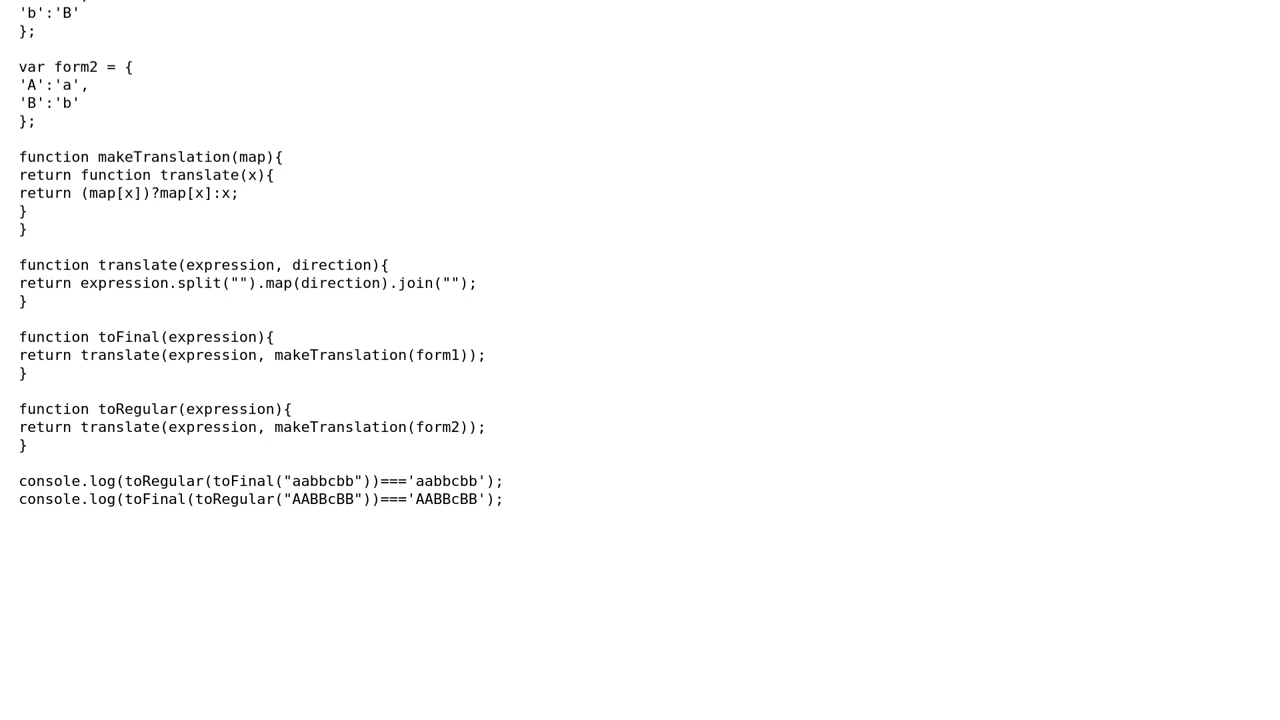 'b':'B'
};

var form2 = {
'A':'a',
'B':'b'
};

function makeTranslation(map){
return function translate(x){
return (map[x])?map[x]:x;
}
}

function translate(expression, direction){
return expression.split("").map(direction).join("");
}

function toFinal(expression){
return translate(expression, makeTranslation(form1));
}

function toRegular(expression){
return translate(expression, makeTranslation(form2));
}

console.log(toRegular(toFinal("aabbcbb"))==='aabbcbb');
console.log(toFinal(toRegular("AABBcBB"))==='AABBcBB');